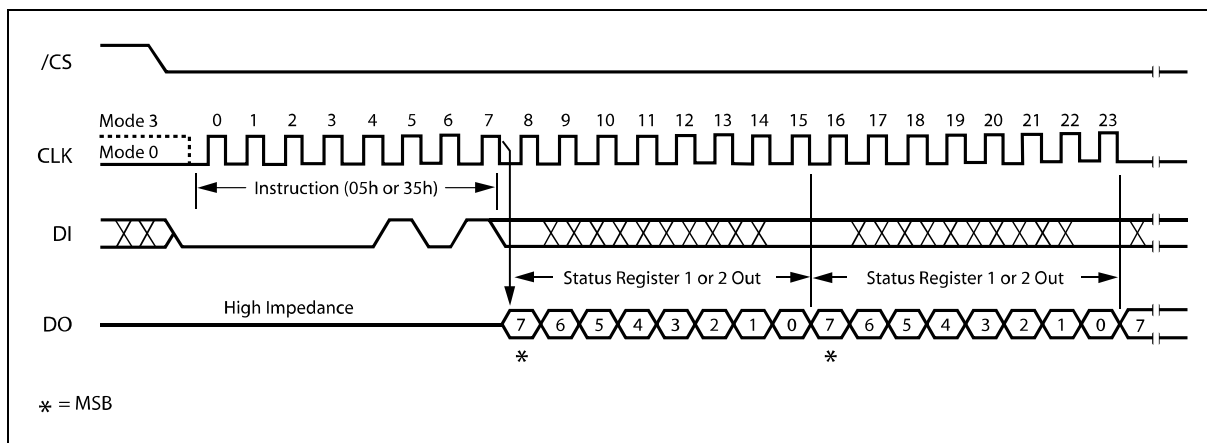 /CS
Mode 3
0 1 2 3 4 5 6 7 8 9 10 11 12 13 14 15 16 17 18 19 20 21 22 23
CLK
Mode 0
Instruction (05h or 35h)
DI
Status Register 1 or 2 Out Status Register 1 or 2 Out
High Impedance
DO
7 6 5 4 3 2 1 0 7 6 5 4 3 2 1 0 7
* *
* = MSB